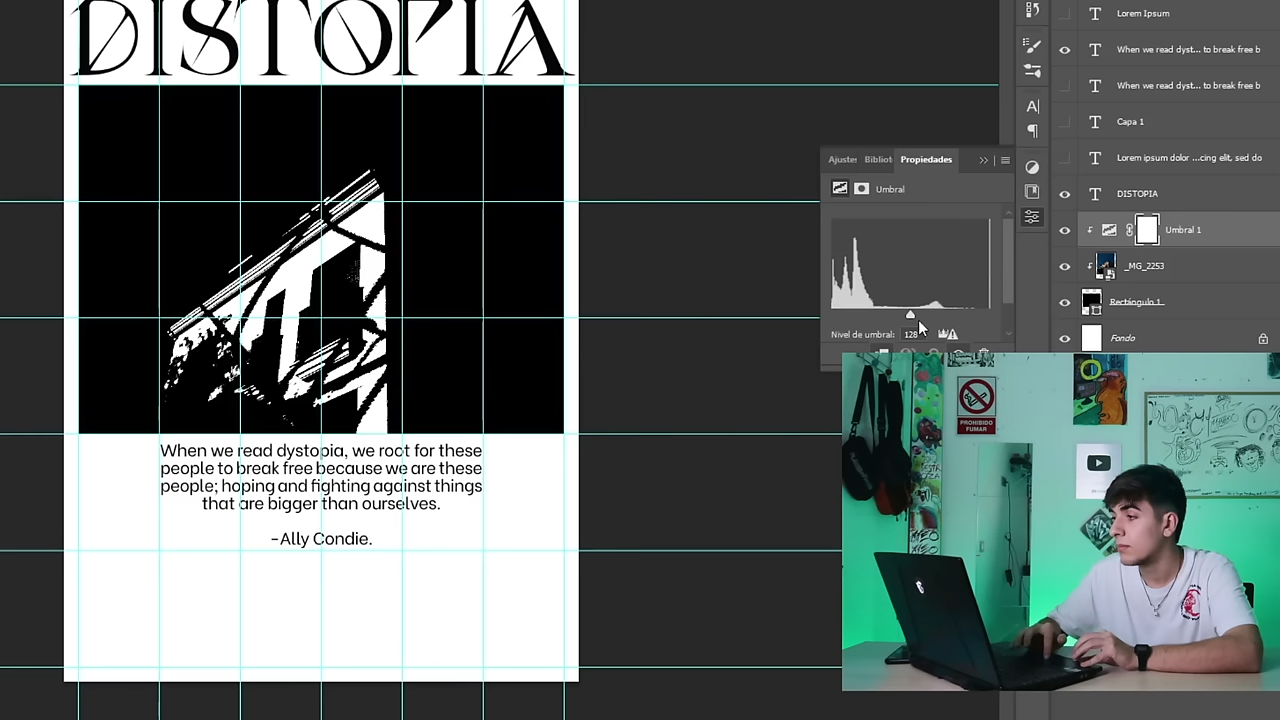 DISTOPIA
When we read dystopia, we root for these
people to break free because we are these
people; hoping and fighting against things
that are bigger than ourselves.
-Ally Condie.
Ajustes Bibliot Propiedades
Umbral
Nivel de umbral: 128
Lorem Ipsum
When we read dyst... to break free b
When we read dyst... to break free b
Capa 1
Lorem ipsum dolor ...cing elit, sed do
DISTOPIA
Umbral 1
_MG_2253
Rectángulo 1
Fondo
PROHIBIDO
FUMAR